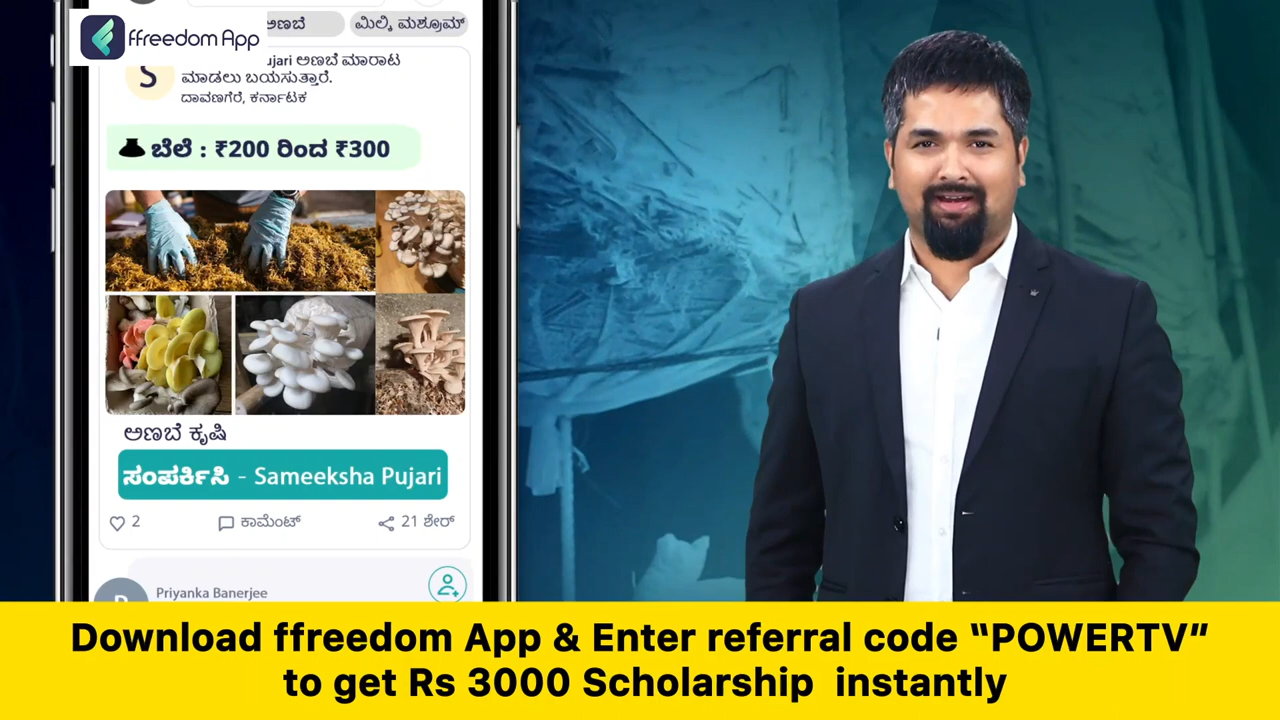 ffreedom App
ಅಣಬೆ
ಮಿಲ್ಕಿ ಮಶ್ರೂಮ್
S
ujari ಅಣಬೆ ಮಾರಾಟ
ಮಾಡಲು ಬಯಸುತ್ತಾರೆ.
ದಾವಣಗೆರೆ, ಕರ್ನಾಟಕ
ಬೆಲೆ : ₹200 ರಿಂದ ₹300
ಅಣಬೆ ಕೃಷಿ
ಸಂಪರ್ಕಿಸಿ - Sameeksha Pujari
2 ಕಾಮೆಂಟ್ 21 ಶೇರ್
Priyanka Banerjee
Download ffreedom App & Enter referral code “POWERTV”
to get Rs 3000 Scholarship instantly